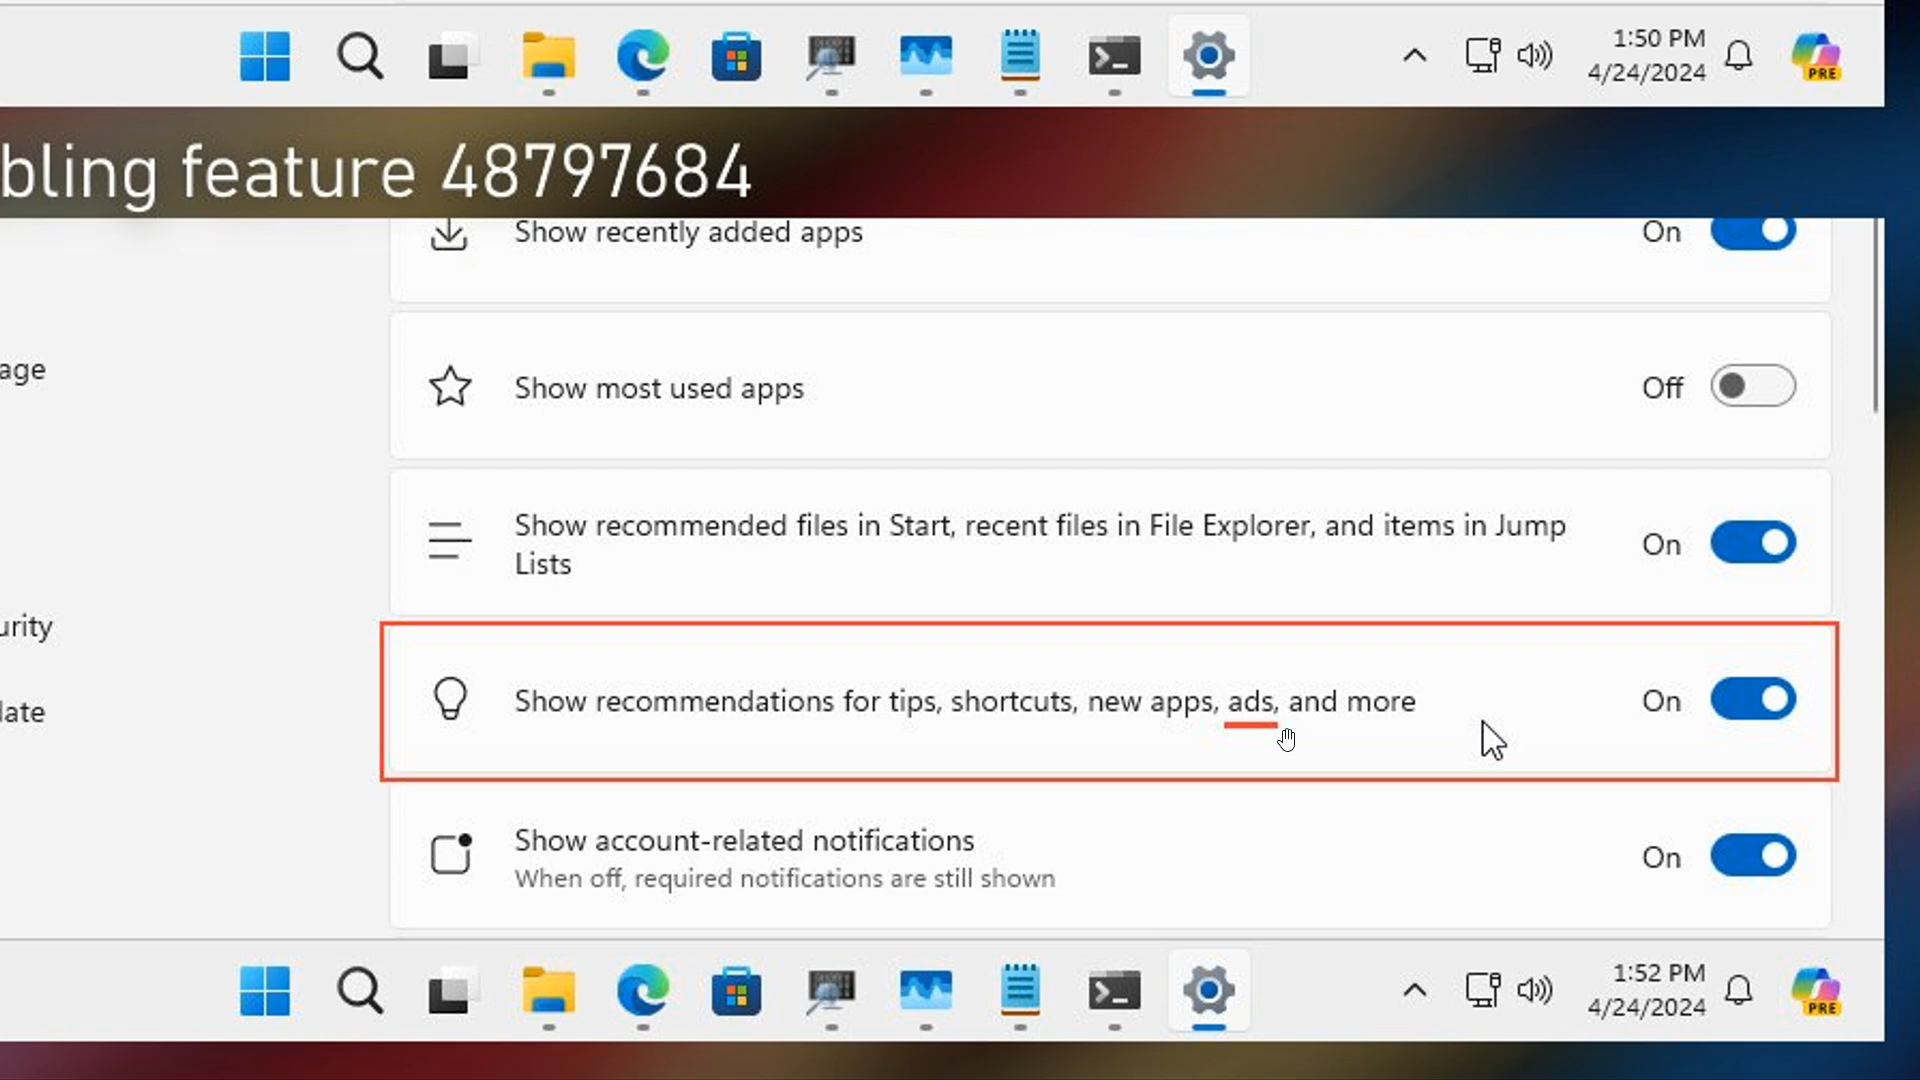 1:50 PM
4/24/2024
PRE
bling feature 48797684
Show recently added apps
On
age
Show most used apps
Off
Show recommended files in Start, recent files in File Explorer, and items in Jump
Lists
On
urity
Show recommendations for tips, shortcuts, new apps, ads, and more
On
late
Show account-related notifications
When off, required notifications are still shown
On
1:52 PM
4/24/2024
PRE